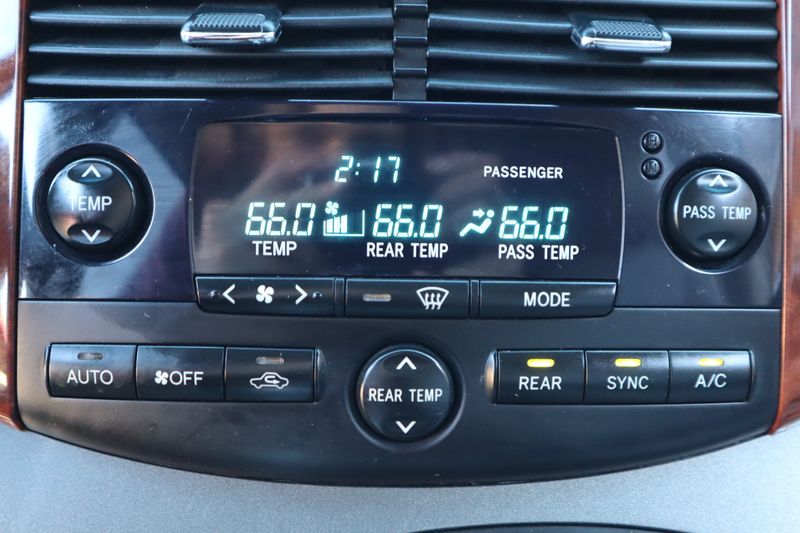 2:17 PASSENGER
66.0 66.0 66.0
TEMP REAR TEMP PASS TEMP
TEMP
PASS TEMP
MODE
AUTO OFF
REAR TEMP
REAR SYNC A/C